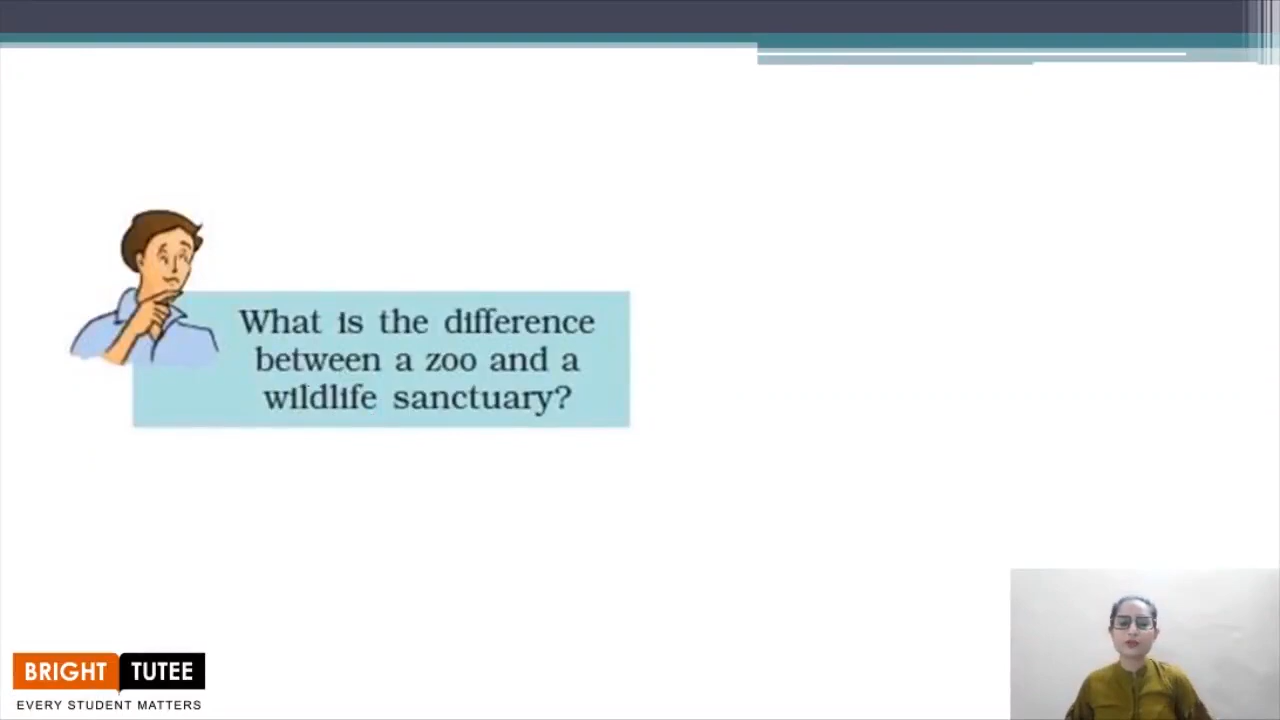 What is the difference
between a zoo and a
wildlife sanctuary?
BRIGHT TUTEE
EVERY STUDENT MATTERS